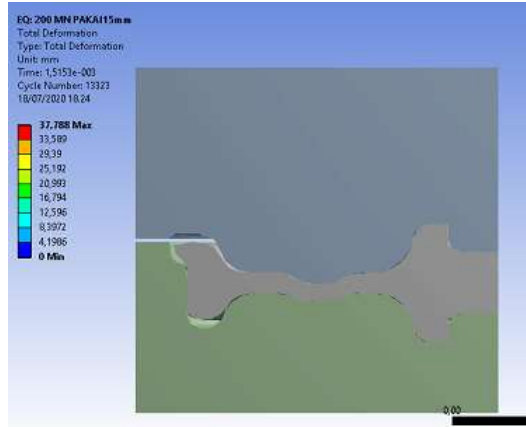 EQ: 200 MN PAKAI15mm
Total Deformation
Type: Total Deformation
Unit: mm
Time: 1,5153e-003
Cycle Number: 13323
18/07/2020 18.24
37,788 Max
33,589
29,39
25,192
20,993
16,794
12,596
8,3972
4,1986
0 Min
0,00